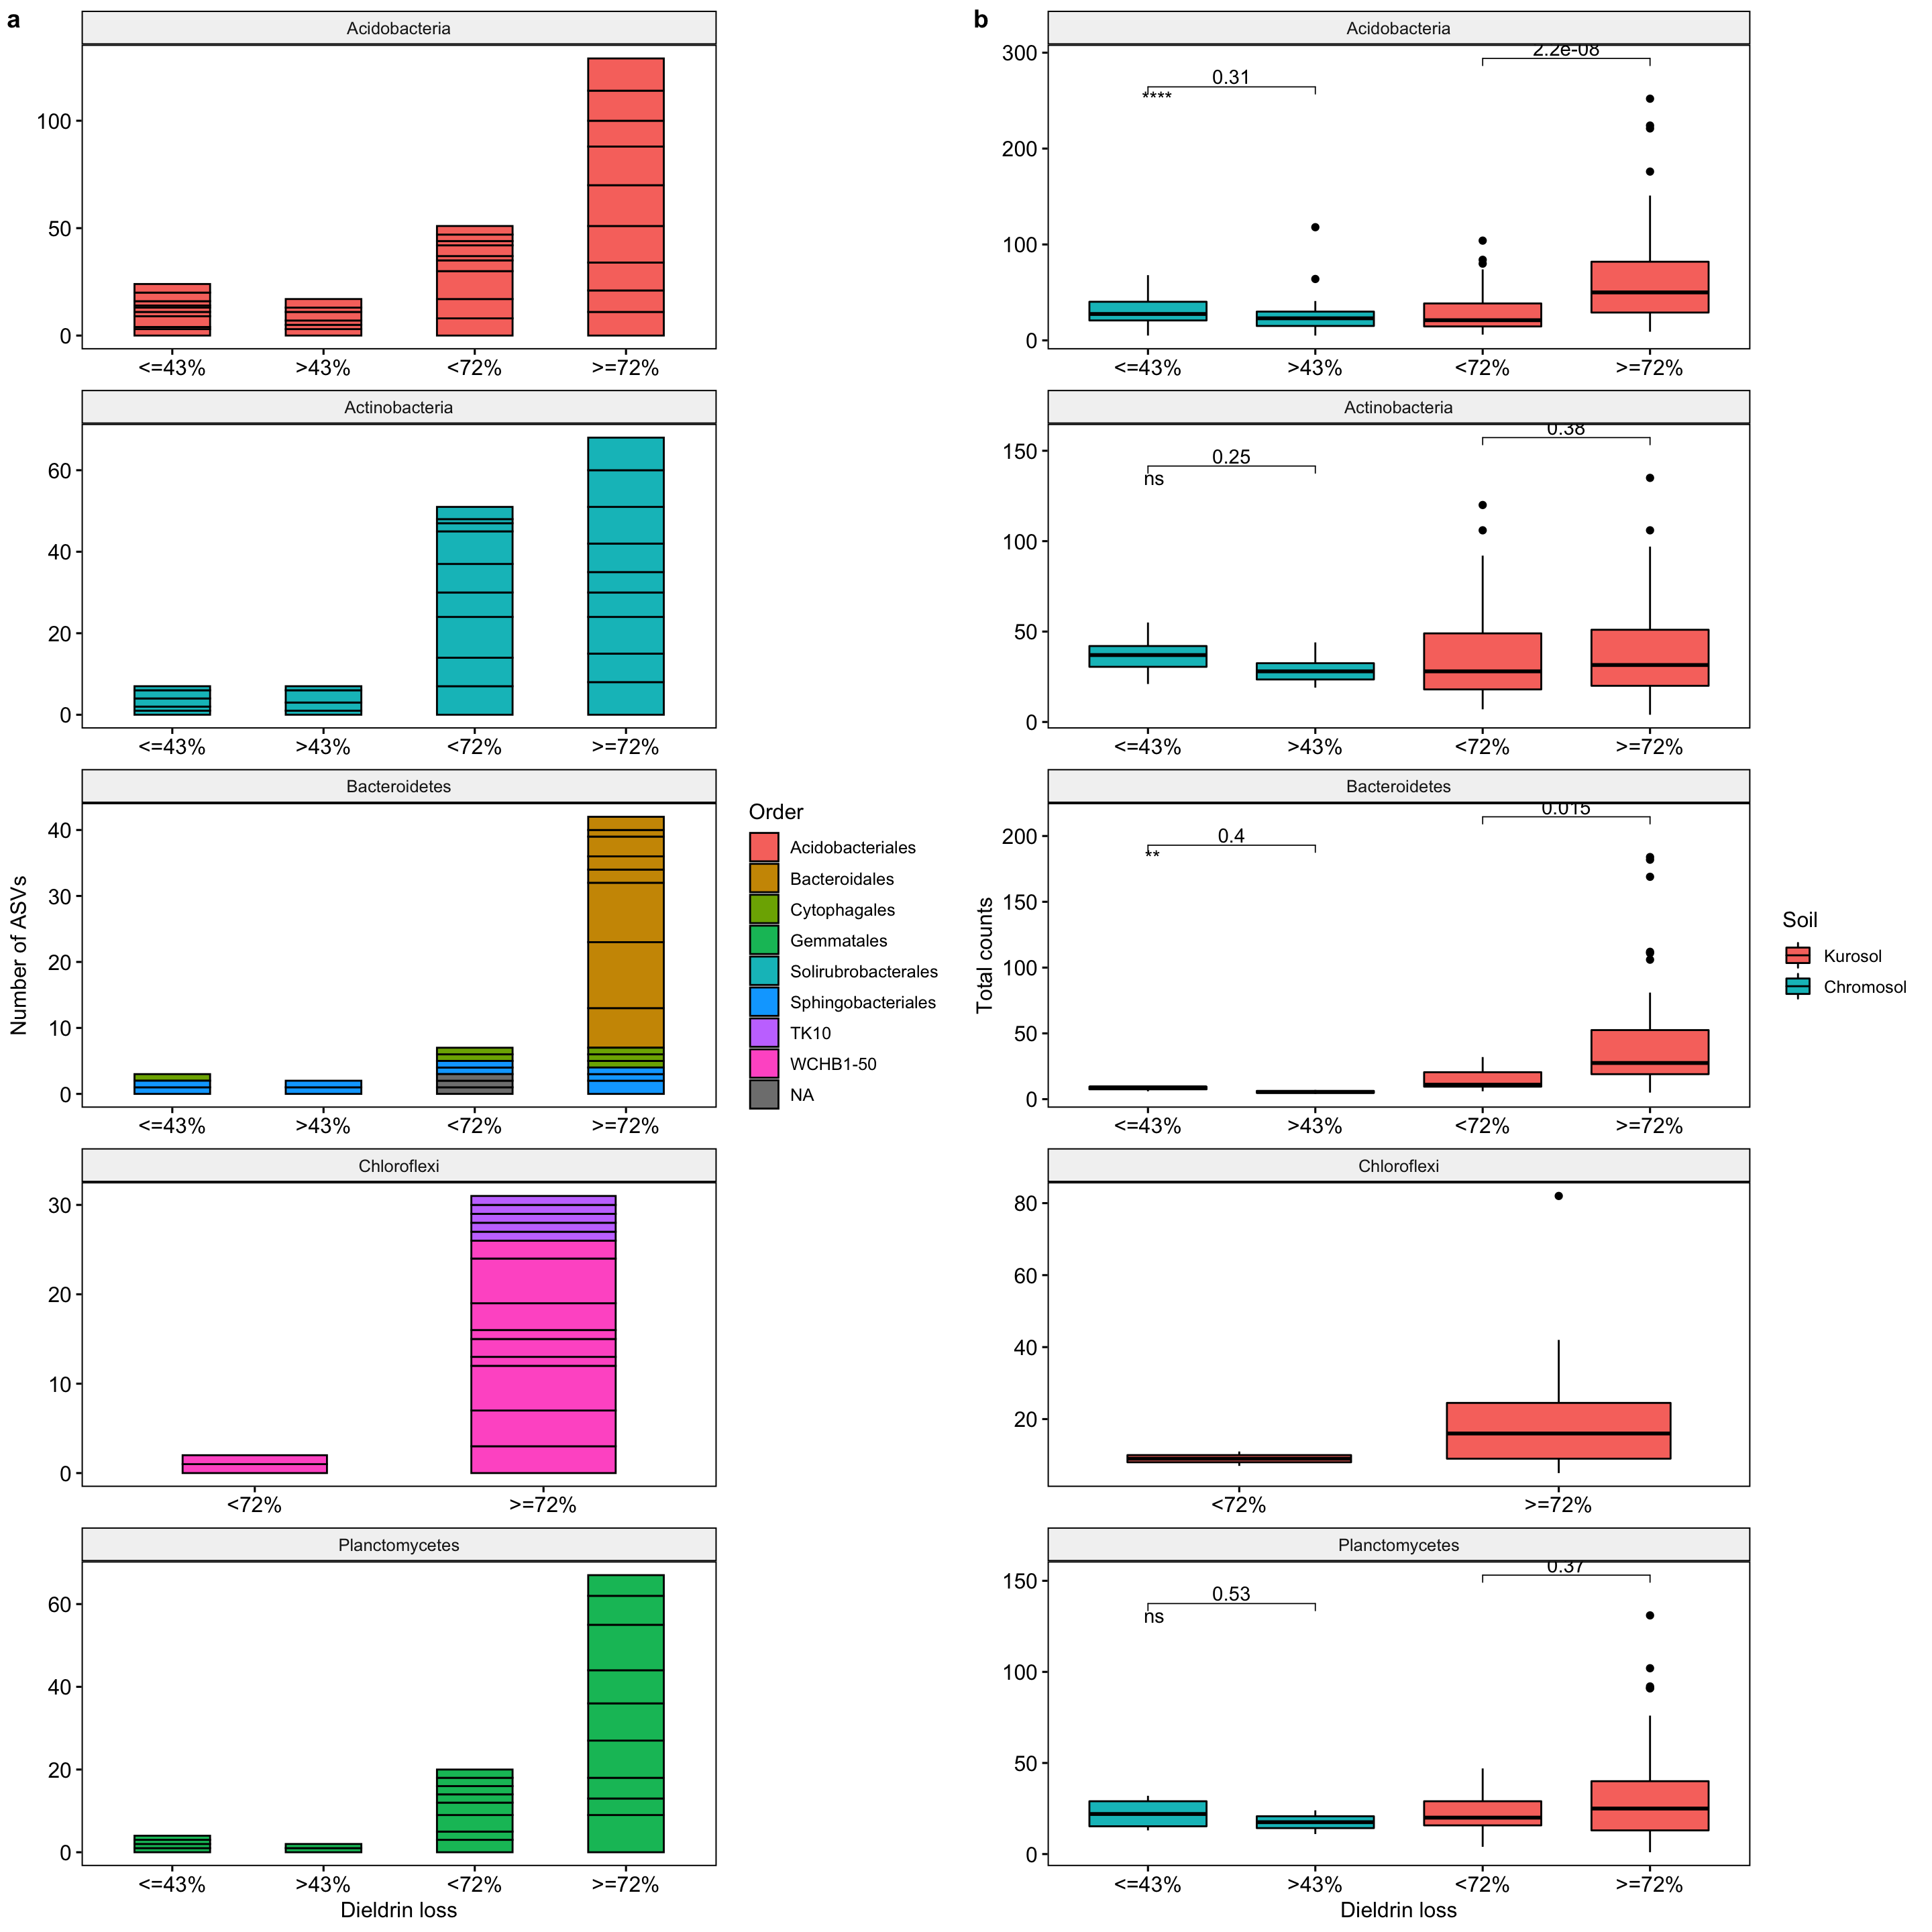 a
Acidobacteria
100
50
0
<=43% >43% <72% >=72%
Actinobacteria
60
40
20
0
<=43% >43% <72% >=72%
Bacteroidetes
40
30
20
10
0
<=43% >43% <72% >=72%
Chloroflexi
30
20
10
0
<72% >=72%
Planctomycetes
60
40
20
0
<=43% >43% <72% >=72%
Dieldrin loss
Number of ASVs
Order
Acidobacteriales
Bacteroidales
Cytophagales
Gemmatales
Solirubrobacterales
Sphingobacteriales
TK10
WCHB1-50
NA
b
Acidobacteria
300
200
100
0
2.2e-08
0.31
****
<=43% >43% <72% >=72%
Actinobacteria
150
100
50
0
0.38
0.25
ns
<=43% >43% <72% >=72%
Bacteroidetes
200
150
100
50
0
0.015
0.4
**
<=43% >43% <72% >=72%
Chloroflexi
80
60
40
20
<72% >=72%
Planctomycetes
150
100
50
0
0.37
0.53
ns
<=43% >43% <72% >=72%
Dieldrin loss
Total counts
Soil
Kurosol
Chromosol